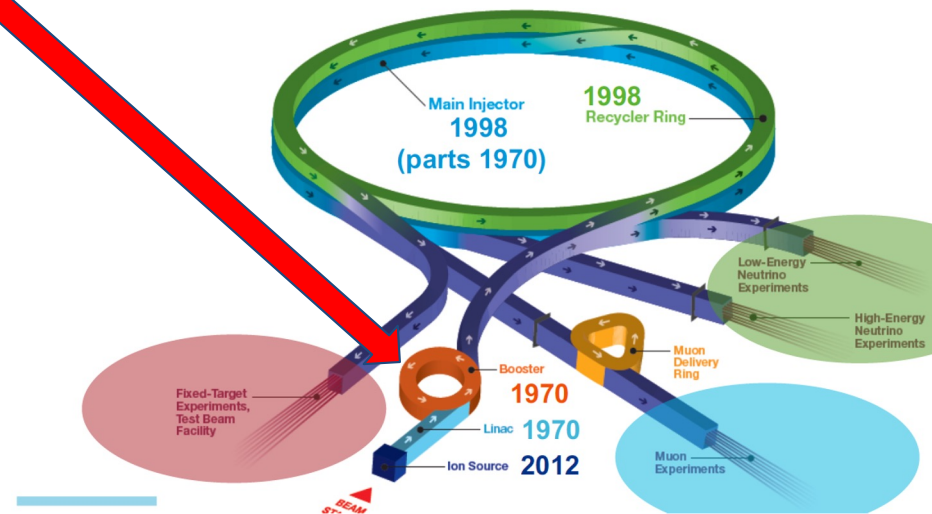 Main Injector
1998
(parts 1970)
1998
Recycler Ring
Low-Energy
Neutrino
Experiments
High-Energy
Neutrino
Experiments
Muon
Delivery
Ring
Booster
1970
Fixed-Target
Experiments,
Test Beam
Facility
Linac 1970
Ion Source 2012
Muon
Experiments
BEAM